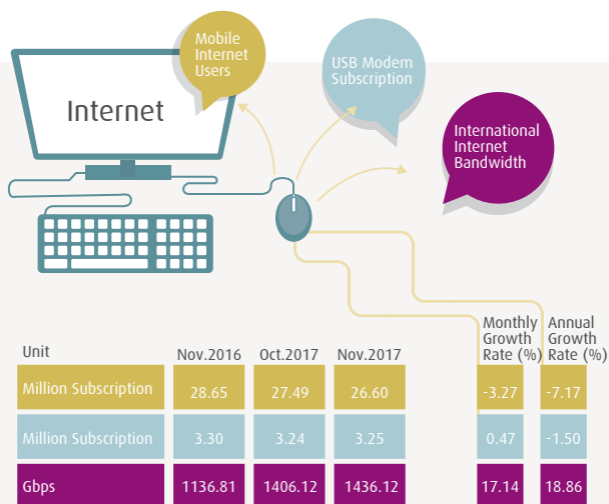 Mobile
Internet
Users
USB Modem
Subscription
Internet
International
Internet
Bandwidth
Unit Nov.2016 Oct.2017 Nov.2017 Monthly Growth Rate (%) Annual Growth Rate (%)
Million Subscription 28.65 27.49 26.60 -3.27 -7.17
Million Subscription 3.30 3.24 3.25 0.47 -1.50
Gbps 1136.81 1406.12 1436.12 17.14 18.86